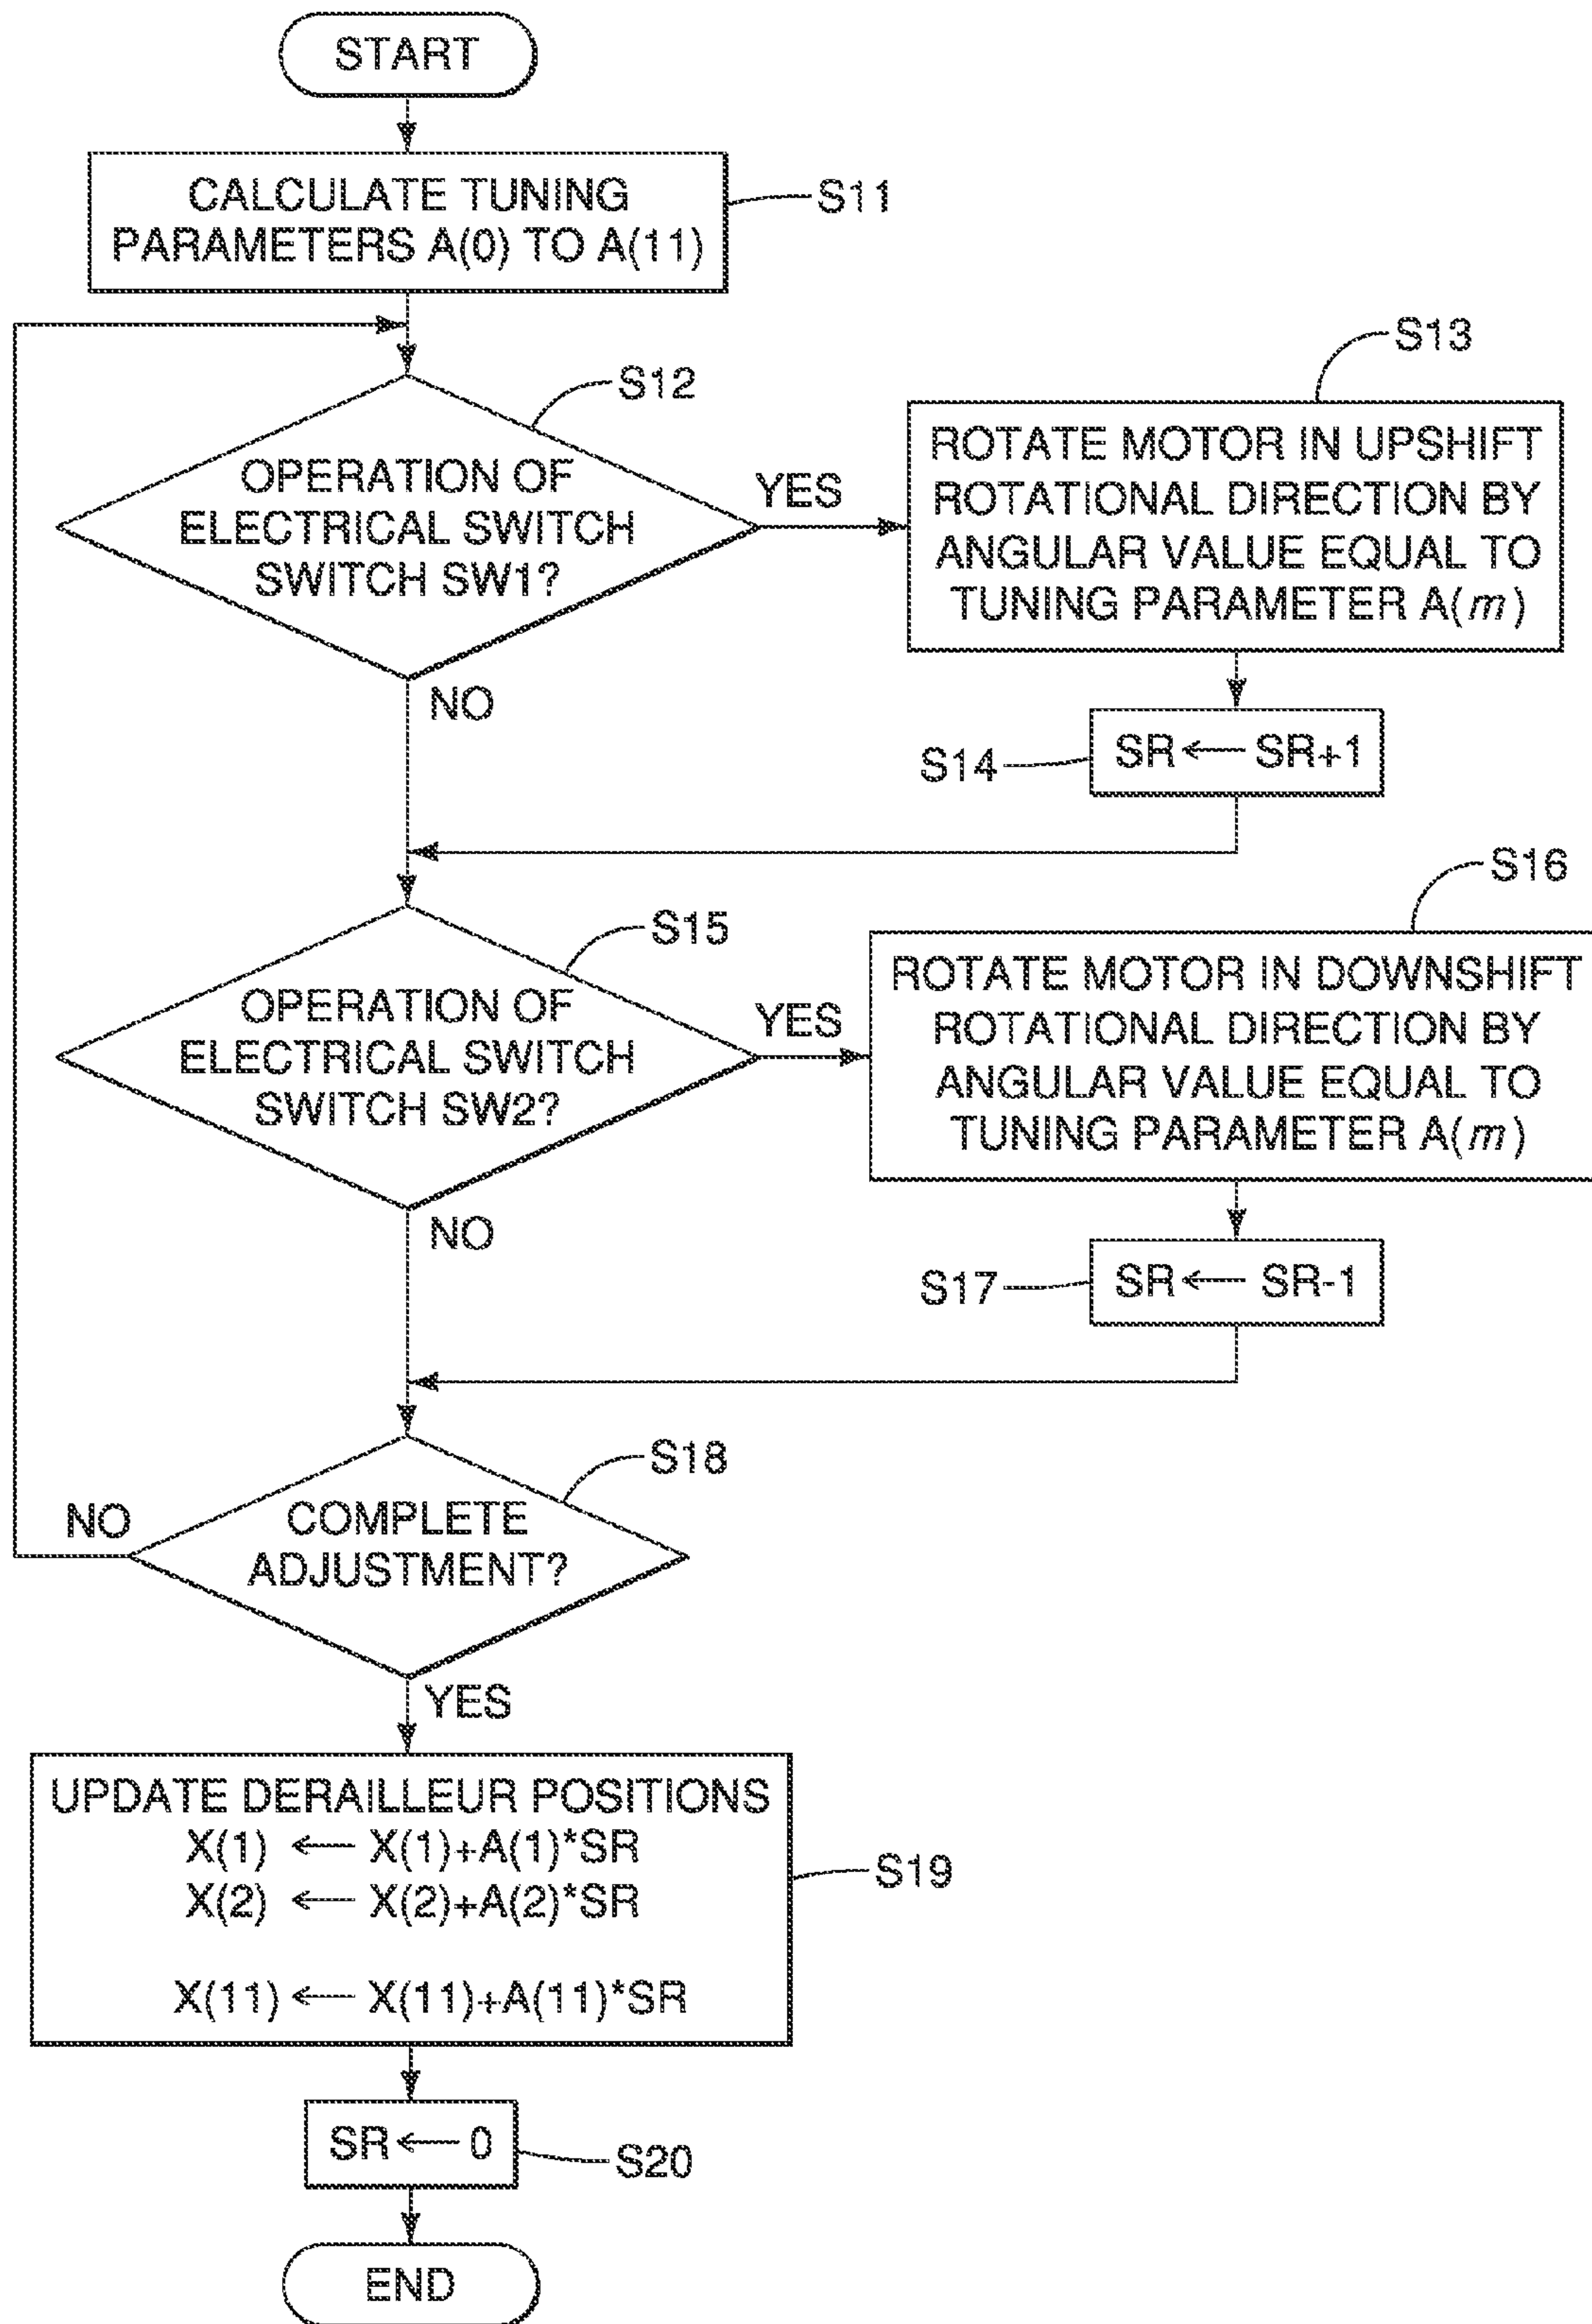 START
CALCULATE TUNING
PARAMETERS A(0) TO A(11)
S11
S12
OPERATION OF
ELECTRICAL SWITCH
SWITCH SW1?
YES
NO
S13
ROTATE MOTOR IN UPSHIFT
ROTATIONAL DIRECTION BY
ANGULAR VALUE EQUAL TO
TUNING PARAMETER A(m)
S14
SR ← SR+1
S15
OPERATION OF
ELECTRICAL SWITCH
SWITCH SW2?
YES
NO
S16
ROTATE MOTOR IN DOWNSHIFT
ROTATIONAL DIRECTION BY
ANGULAR VALUE EQUAL TO
TUNING PARAMETER A(m)
S17
SR ← SR-1
S18
COMPLETE
ADJUSTMENT?
NO
YES
UPDATE DERAILLEUR POSITIONS
X(1) ← X(1)+A(1)*SR
X(2) ← X(2)+A(2)*SR
X(11) ← X(11)+A(11)*SR
S19
SR ← 0
S20
END